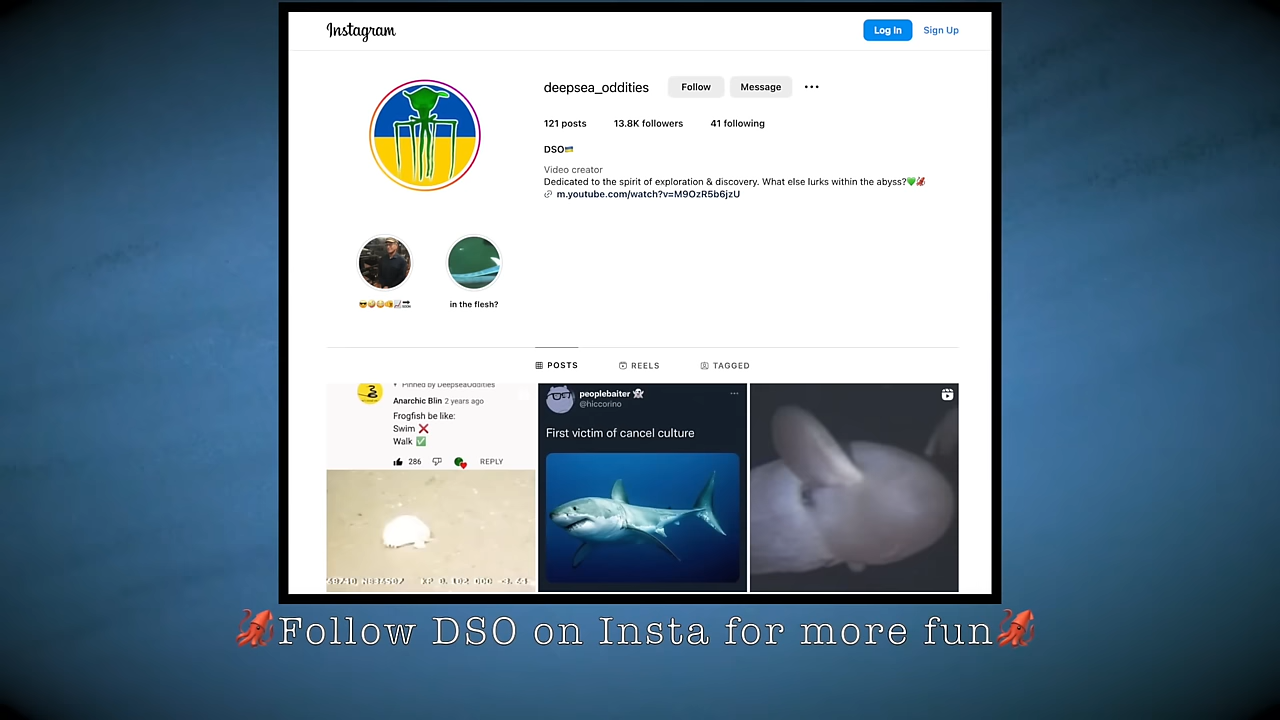 Instagram
Log In
Sign Up
deepsea_oddities
Follow
Message
121 posts
13.8K followers
41 following
DSO🇺🇦
Video creator
Dedicated to the spirit of exploration & discovery. What else lurks within the abyss?💚🦑
m.youtube.com/watch?v=M9OzR5b6jzU
in the flesh?
POSTS
REELS
TAGGED
Pinned by DeepseaOddities
Anarchic Blin 2 years ago
Frogfish be like:
Swim ❌
Walk ✅
286
REPLY
peoplebaiter
@hiccorino
First victim of cancel culture
🦑Follow DSO on Insta for more fun🦑